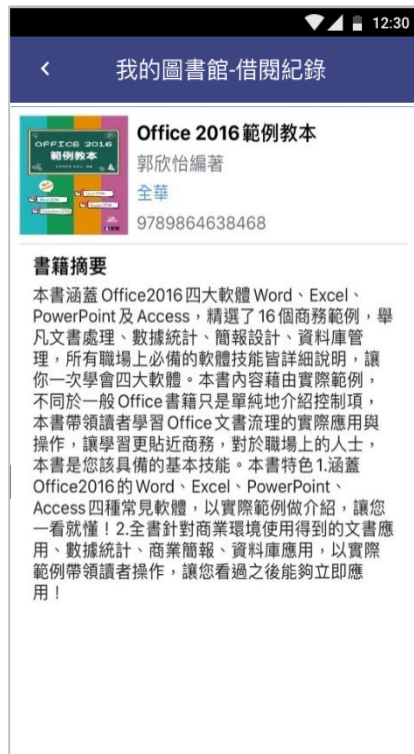 12:30
我的圖書館-借閱紀錄
OFFICE 2016
範例教本
Office 2016範例教本
郭欣怡編著
全華
9789864638468
書籍摘要
本書涵蓋Office2016四大軟體Word、Excel、
PowerPoint及Access，精選了16個商務範例，舉
凡文書處理、數據統計、簡報設計、資料庫管
理，所有職場上必備的軟體技能皆詳細說明，讓
你一次學會四大軟體。本書內容藉由實際範例，
不同於一般Office書籍只是單純地介紹控制項，
本書帶領讀者學習Office文書流理的實際應用與
操作，讓學習更貼近商務，對於職場上的人士，
本書是您該具備的基本技能。本書特色1.涵蓋
Office2016的Word、Excel、PowerPoint、
Access四種常見軟體，以實際範例做介紹，讓您
一看就懂！2.全書針對商業環境使用得到的文書應
用、數據統計、商業簡報、資料庫應用，以實際
範例帶領讀者操作，讓您看過之後能夠立即應
用！